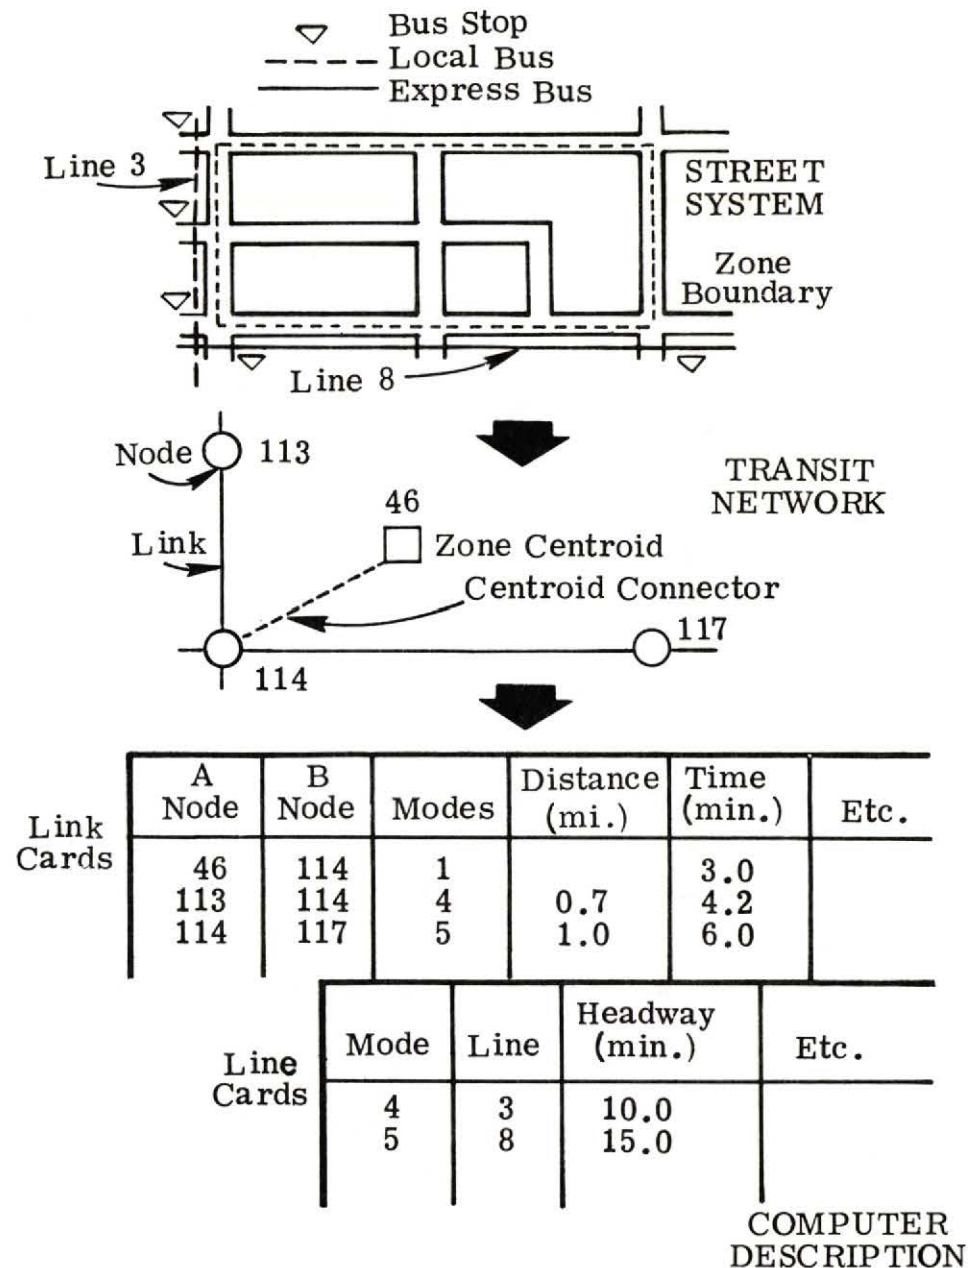 Bus Stop
Local Bus
Express Bus
Line 3
STREET
SYSTEM
Zone
Boundary
Line 8
Node
113
TRANSIT
NETWORK
46
Link
Zone Centroid
Centroid Connector
117
114
Link
Cards
A Node B Node Modes Distance (mi.) Time (min.) Etc.
46 114 1 3.0
113 114 4 0.7 4.2
114 117 5 1.0 6.0
Line
Cards
Mode Line Headway (min.) Etc.
4 3 10.0
5 8 15.0
COMPUTER
DESCRIPTION